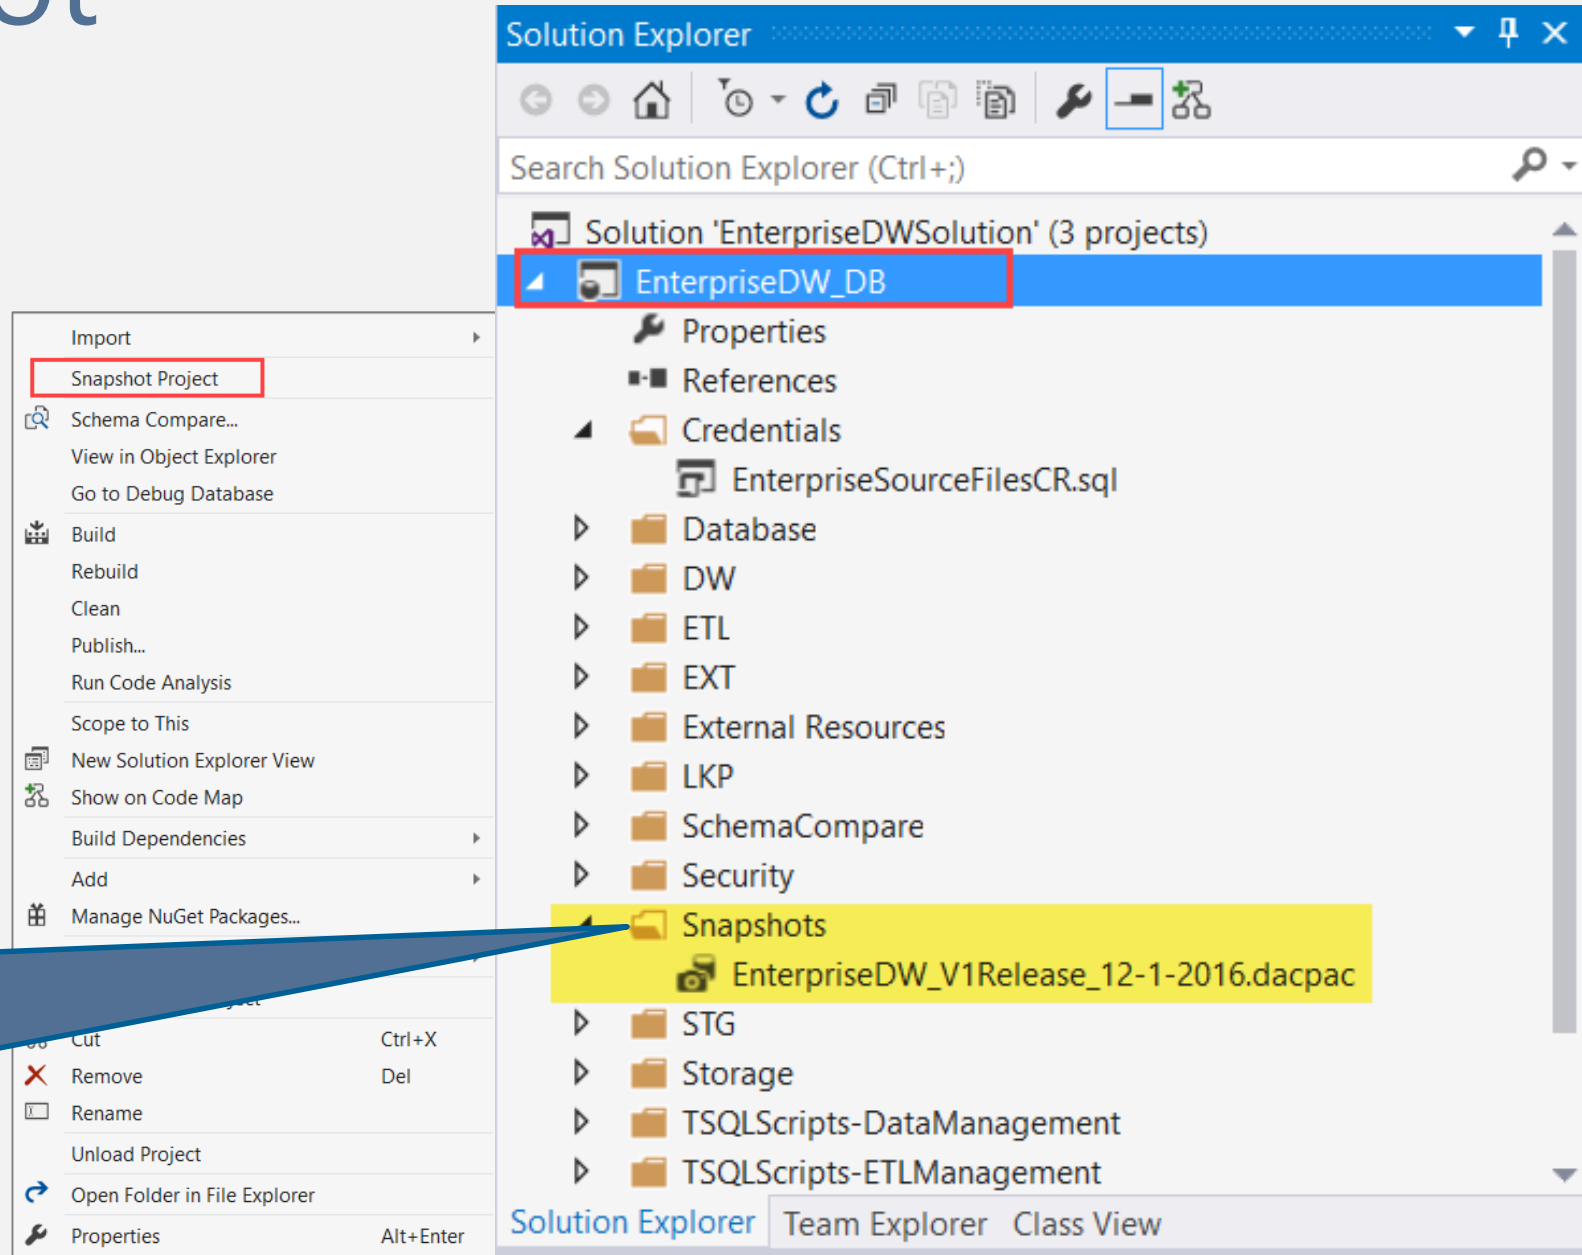 Solution Explorer
Search Solution Explorer (Ctrl+;)
Solution 'EnterpriseDWSolution' (3 projects)
EnterpriseDW_DB
Properties
References
Credentials
EnterpriseSourceFilesCR.sql
Database
DW
ETL
EXT
External Resources
LKP
SchemaCompare
Security
Snapshots
EnterpriseDW_V1Release_12-1-2016.dacpac
STG
Storage
TSQLScripts-DataManagement
TSQLScripts-ETLManagement
Solution Explorer Team Explorer Class View
Import
Snapshot Project
Schema Compare...
View in Object Explorer
Go to Debug Database
Build
Rebuild
Clean
Publish...
Run Code Analysis
Scope to This
New Solution Explorer View
Show on Code Map
Build Dependencies
Add
Manage NuGet Packages...
Cut Ctrl+X
Remove Del
Rename
Unload Project
Open Folder in File Explorer
Properties Alt+Enter